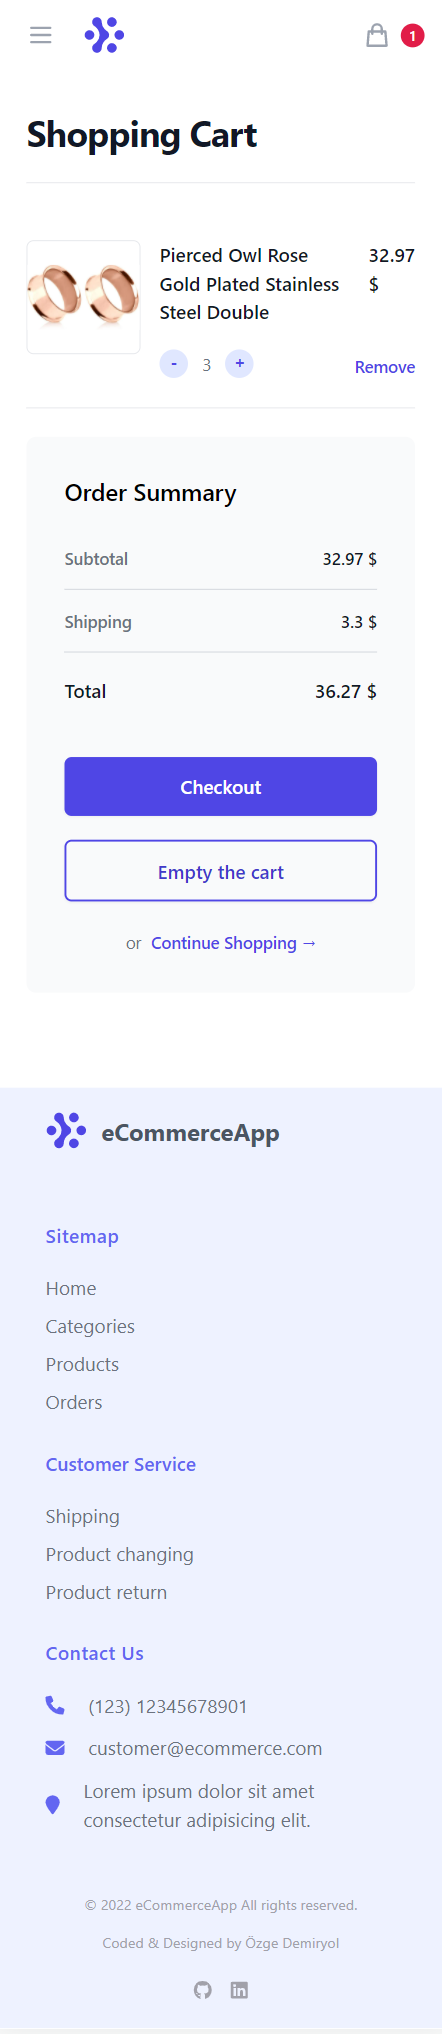 1
Shopping Cart
Pierced Owl Rose
Gold Plated Stainless
Steel Double
32.97
$
- 3 +
Remove
Order Summary
Subtotal 32.97 $
Shipping 3.3 $
Total 36.27 $
Checkout
Empty the cart
or Continue Shopping →
eCommerceApp
Sitemap
Home
Categories
Products
Orders
Customer Service
Shipping
Product changing
Product return
Contact Us
(123) 12345678901
customer@ecommerce.com
Lorem ipsum dolor sit amet
consectetur adipisicing elit.
© 2022 eCommerceApp All rights reserved.
Coded & Designed by Özge Demiryol